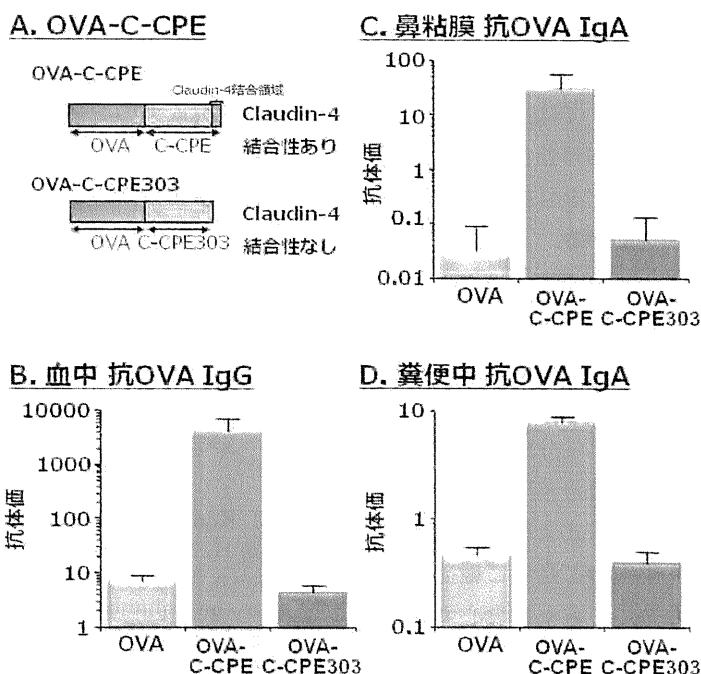 A. OVA-C-CPE
OVA-C-CPE
Claudin-4結合領域
Claudin-4
OVA C-CPE 結合性あり
OVA-C-CPE303
Claudin-4
OVA C-CPE303 結合性なし
C. 鼻粘膜 抗OVA IgA
抗体価
100
10
1
0.1
0.01
OVA OVA- OVA-
C-CPE C-CPE303
B. 血中 抗OVA IgG
抗体価
10000
1000
100
10
1
OVA OVA- OVA-
C-CPE C-CPE303
D. 糞便中 抗OVA IgA
抗体価
10
1
0.1
OVA OVA- OVA-
C-CPE C-CPE303